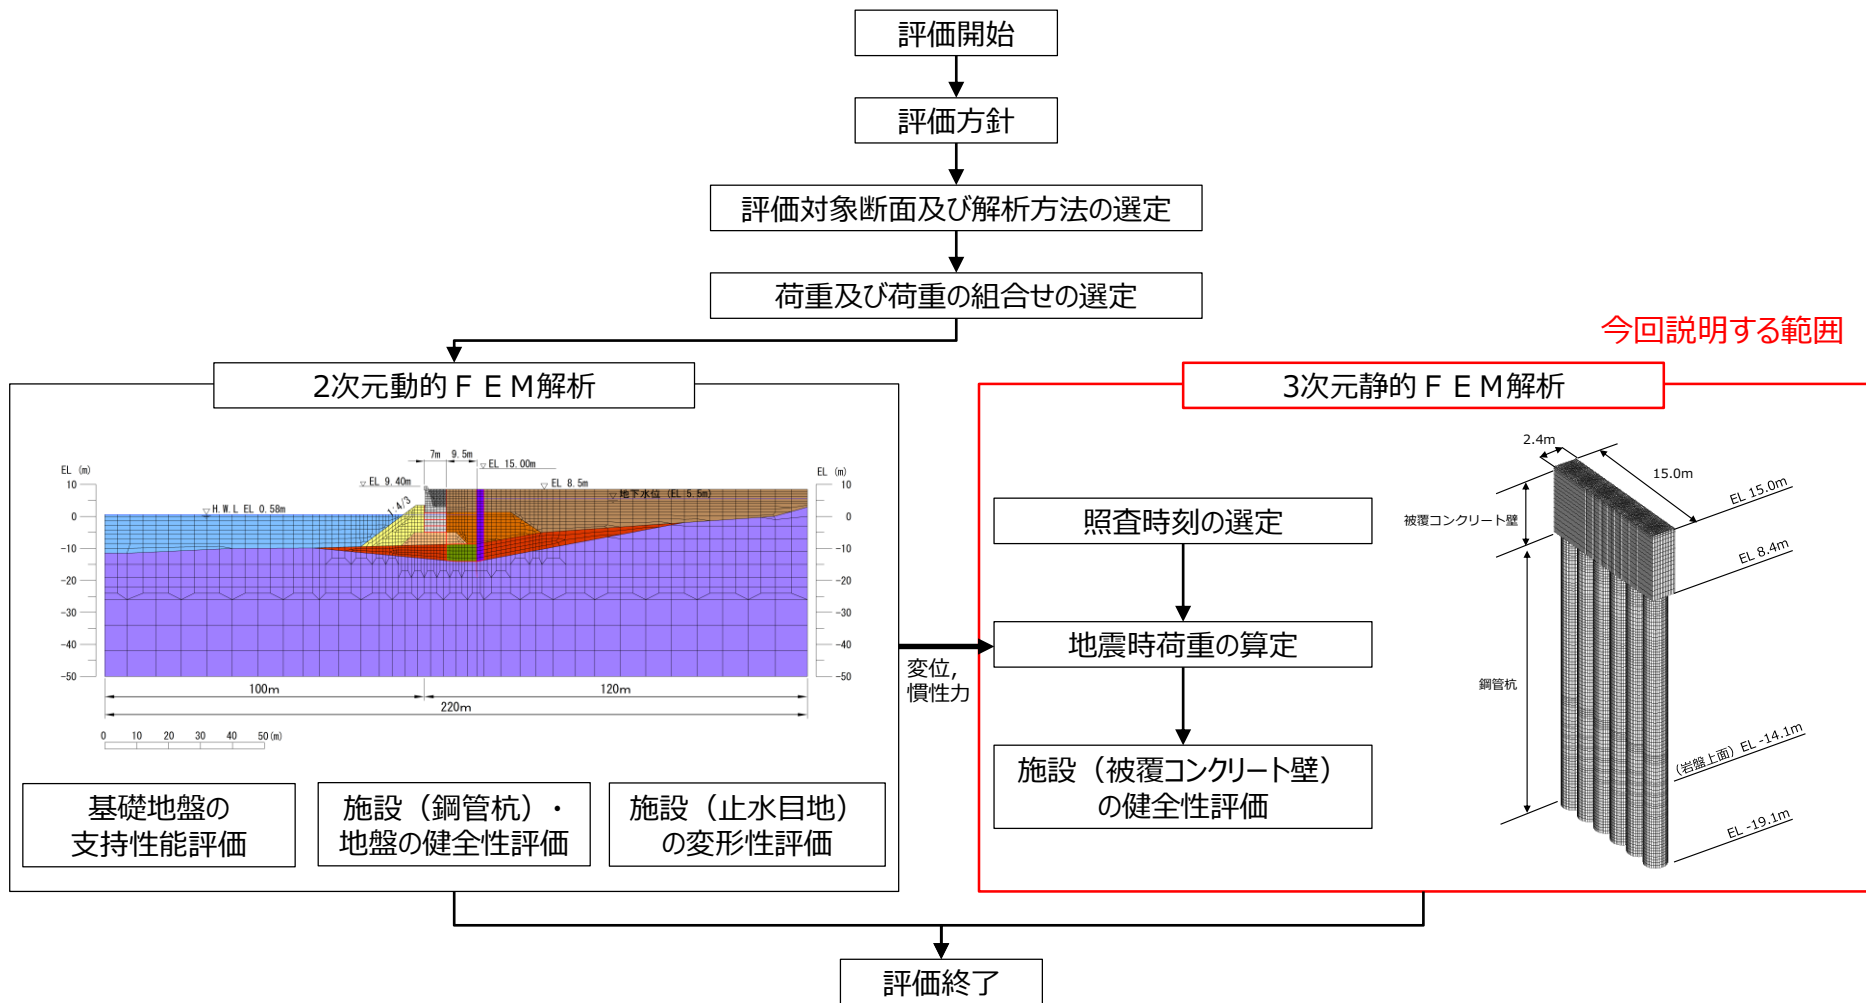 評価開始
評価方針
評価対象断面及び解析方法の選定
荷重及び荷重の組合せの選定
今回説明する範囲
2次元動的ＦＥＭ解析
EL (m)
10
0
-10
-20
-30
-40
-50
7m
9.5m
EL 15.00m
EL 9.40m
EL 8.5m
地下水位 (EL 5.5m)
H.W.L EL 0.58m
1:4/3
EL (m)
10
0
-10
-20
-30
-40
-50
100m
120m
220m
0 10 20 30 40 50(m)
基礎地盤の
支持性能評価
施設（鋼管杭）・
地盤の健全性評価
施設（止水目地）
の変形性評価
変位，
慣性力
3次元静的ＦＥＭ解析
照査時刻の選定
地震時荷重の算定
施設（被覆コンクリート壁）
の健全性評価
2.4m
15.0m
EL 15.0m
被覆コンクリート壁
EL 8.4m
鋼管杭
(岩盤上面) EL -14.1m
EL -19.1m
評価終了